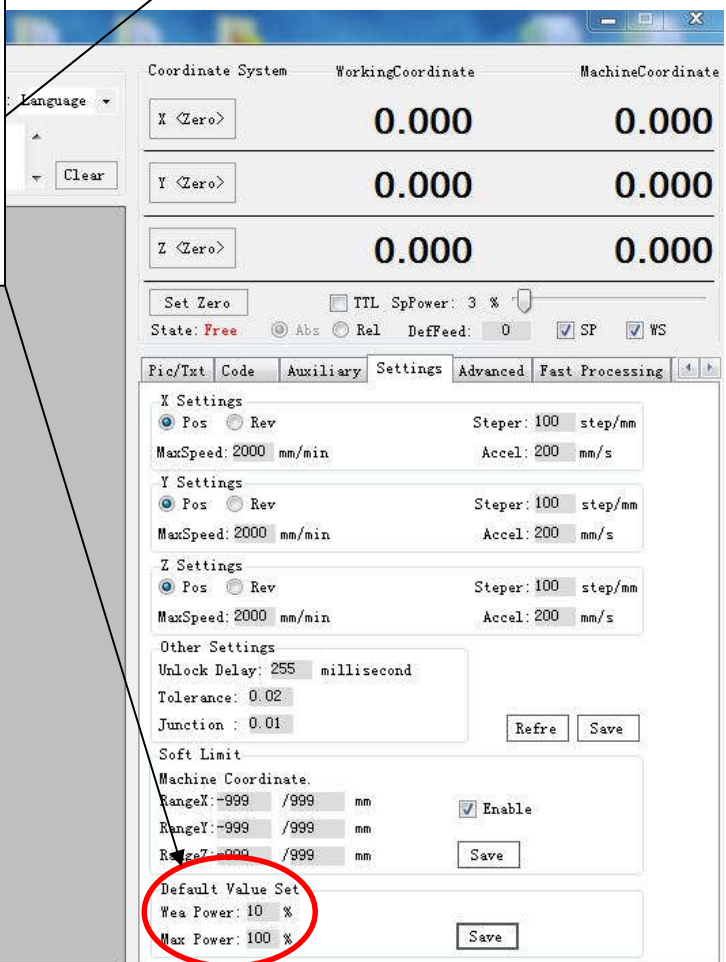 Coordinate System WorkingCoordinate MachineCoordinate
: Language
X <Zero> 0.000 0.000
Clear
Y <Zero> 0.000 0.000
Z <Zero> 0.000 0.000
Set Zero TTL SpPower: 3 %
State: Free Abs Rel DefFeed: 0 SP WS
Pic/Txt Code Auxiliary Settings Advanced Fast Processing
X Settings
Pos Rev Steper: 100 step/mm
MaxSpeed: 2000 mm/min Accel: 200 mm/s
Y Settings
Pos Rev Steper: 100 step/mm
MaxSpeed: 2000 mm/min Accel: 200 mm/s
Z Settings
Pos Rev Steper: 100 step/mm
MaxSpeed: 2000 mm/min Accel: 200 mm/s
Other Settings
Unlock Delay: 255 millisecond
Tolerance: 0.02
Junction : 0.01 Refre Save
Soft Limit
Machine Coordinate.
RangeX: -999 /999 mm Enable
RangeY: -999 /999 mm
RangeZ: -999 /999 mm Save
Default Value Set
Wea Power: 10 %
Max Power: 100 % Save